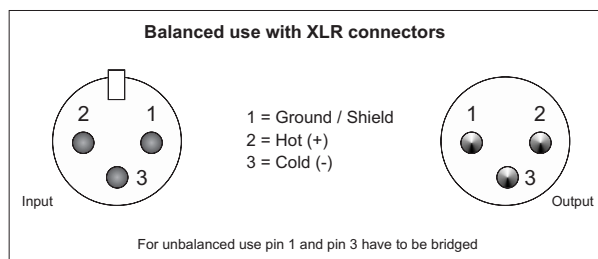 Balanced use with XLR connectors
2 1
3
Input
1 = Ground / Shield
2 = Hot (+)
3 = Cold (-)
1 2
3
Output
For unbalanced use pin 1 and pin 3 have to be bridged